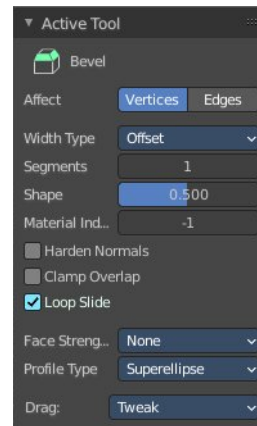 Active Tool
Bevel
Affect Vertices Edges
Width Type Offset
Segments 1
Shape 0.500
Material Ind... -1
Harden Normals
Clamp Overlap
Loop Slide
Face Streng... None
Profile Type Superellipse
Drag: Tweak